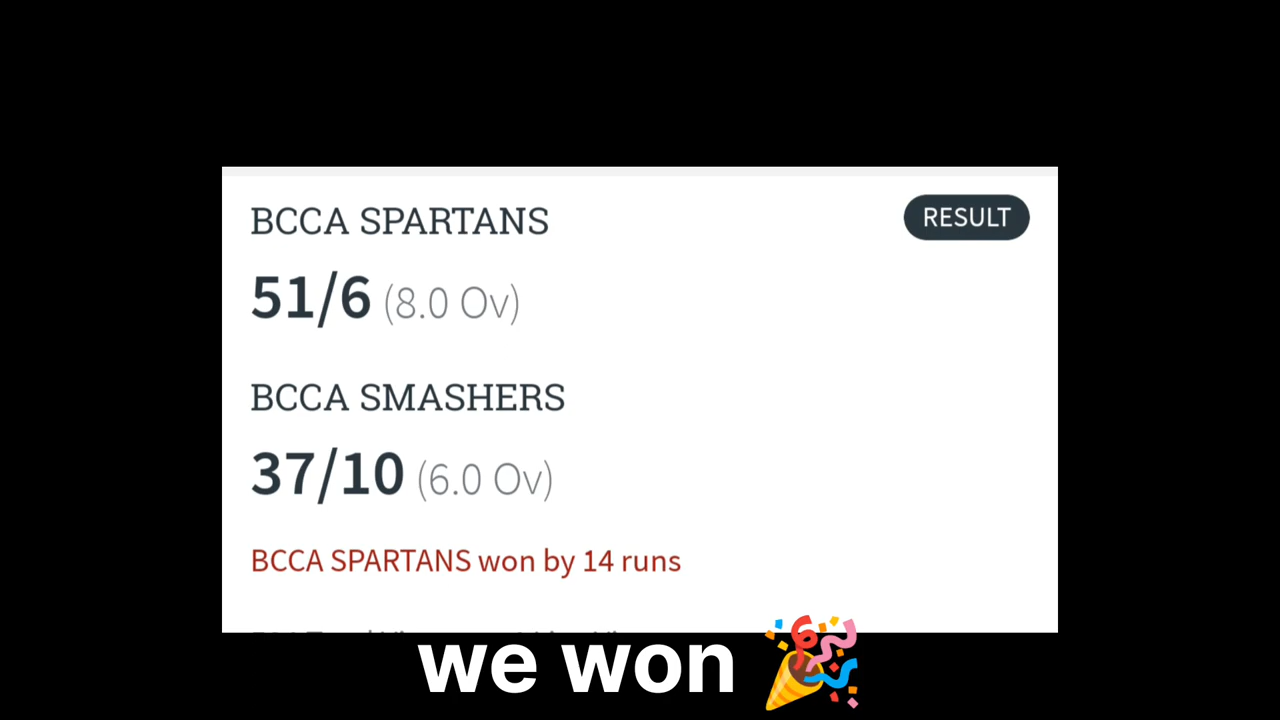 BCCA SPARTANS
RESULT
51/6 (8.0 Ov)
BCCA SMASHERS
37/10 (6.0 Ov)
BCCA SPARTANS won by 14 runs
we won 🎉